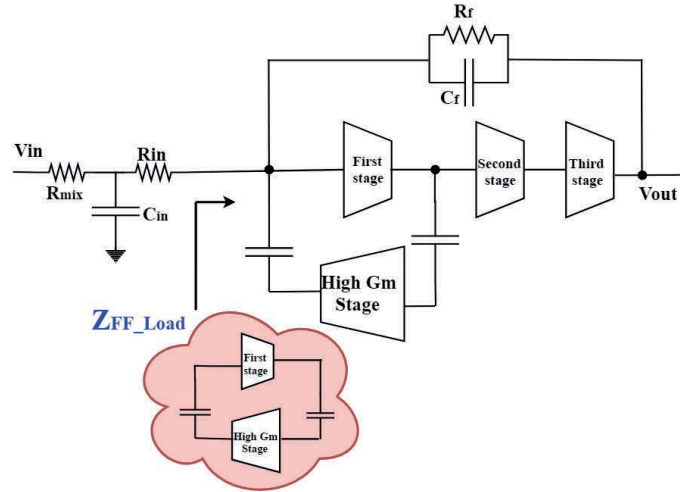 Rf
Cf
Vin
Rin
Rmix
Cin
First
stage
Second
stage
Third
stage
Vout
High Gm
Stage
ZFF_Load
First
stage
High Gm
Stage